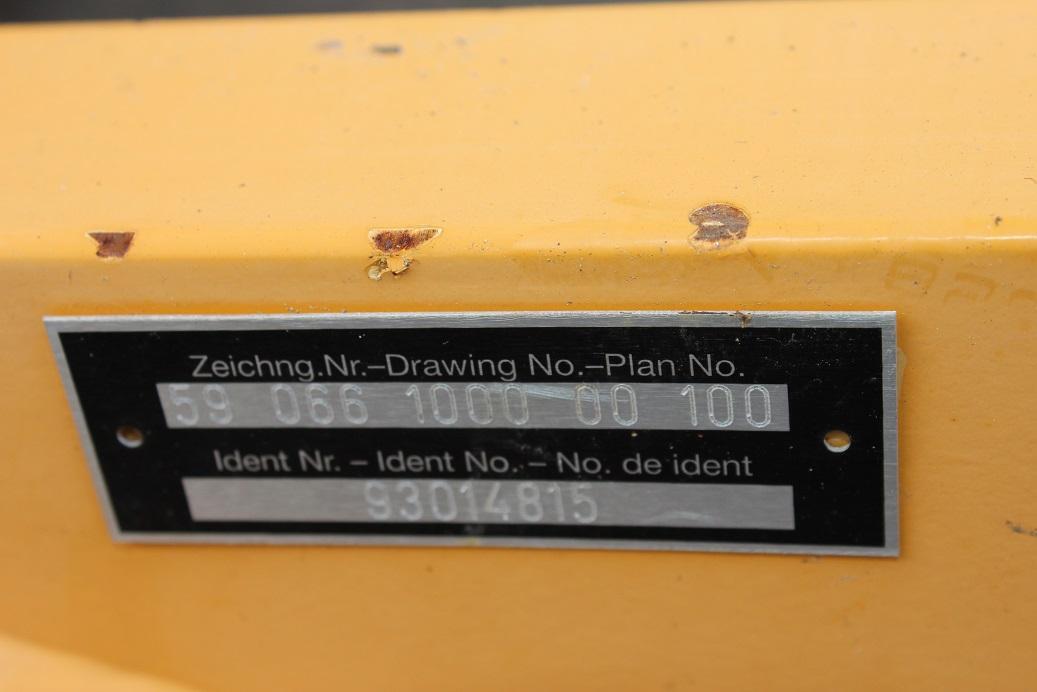 Zeichng.Nr.–Drawing No.–Plan No.
59 066 1000 00 100
Ident Nr. – Ident No. – No. de ident
93014815